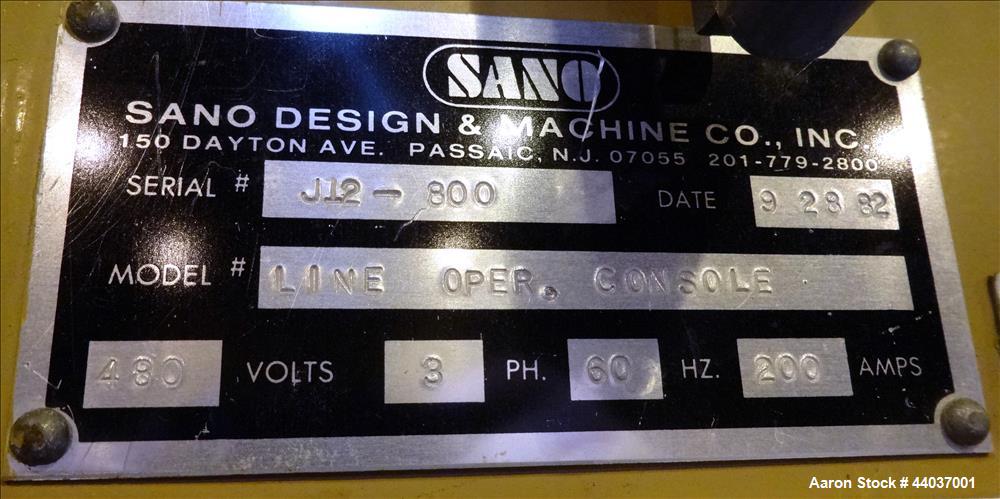 SANO
SANO DESIGN & MACHINE CO., INC
150 DAYTON AVE. PASSAIC, N.J. 07055 201-779-2800
SERIAL # J12-800 DATE 9 28 82
MODEL # LINE OPER. CONSOLE
480 VOLTS 3 PH. 60 HZ. 200 AMPS
Aaron Stock # 44037001